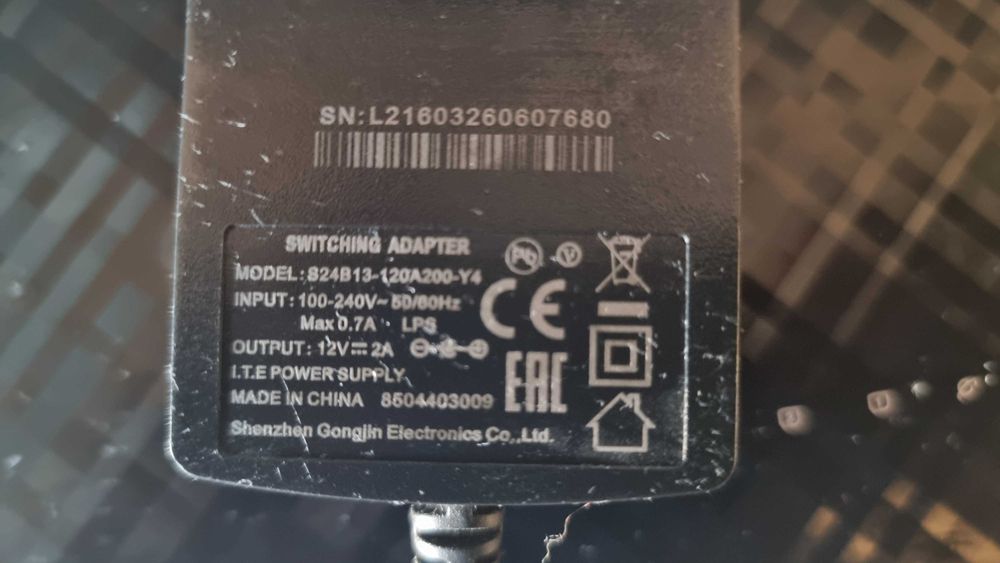 SN:L21603260607680
SWITCHING ADAPTER
MODEL: S24B13-120A200-Y4
INPUT: 100-240V~ 50/60Hz
Max 0.7A LPS
OUTPUT: 12V⎓2A
I.T.E POWER SUPPLY
MADE IN CHINA 8504403009
Shenzhen Gongjin Electronics Co.,Ltd.
Pb
V
CE
EAC